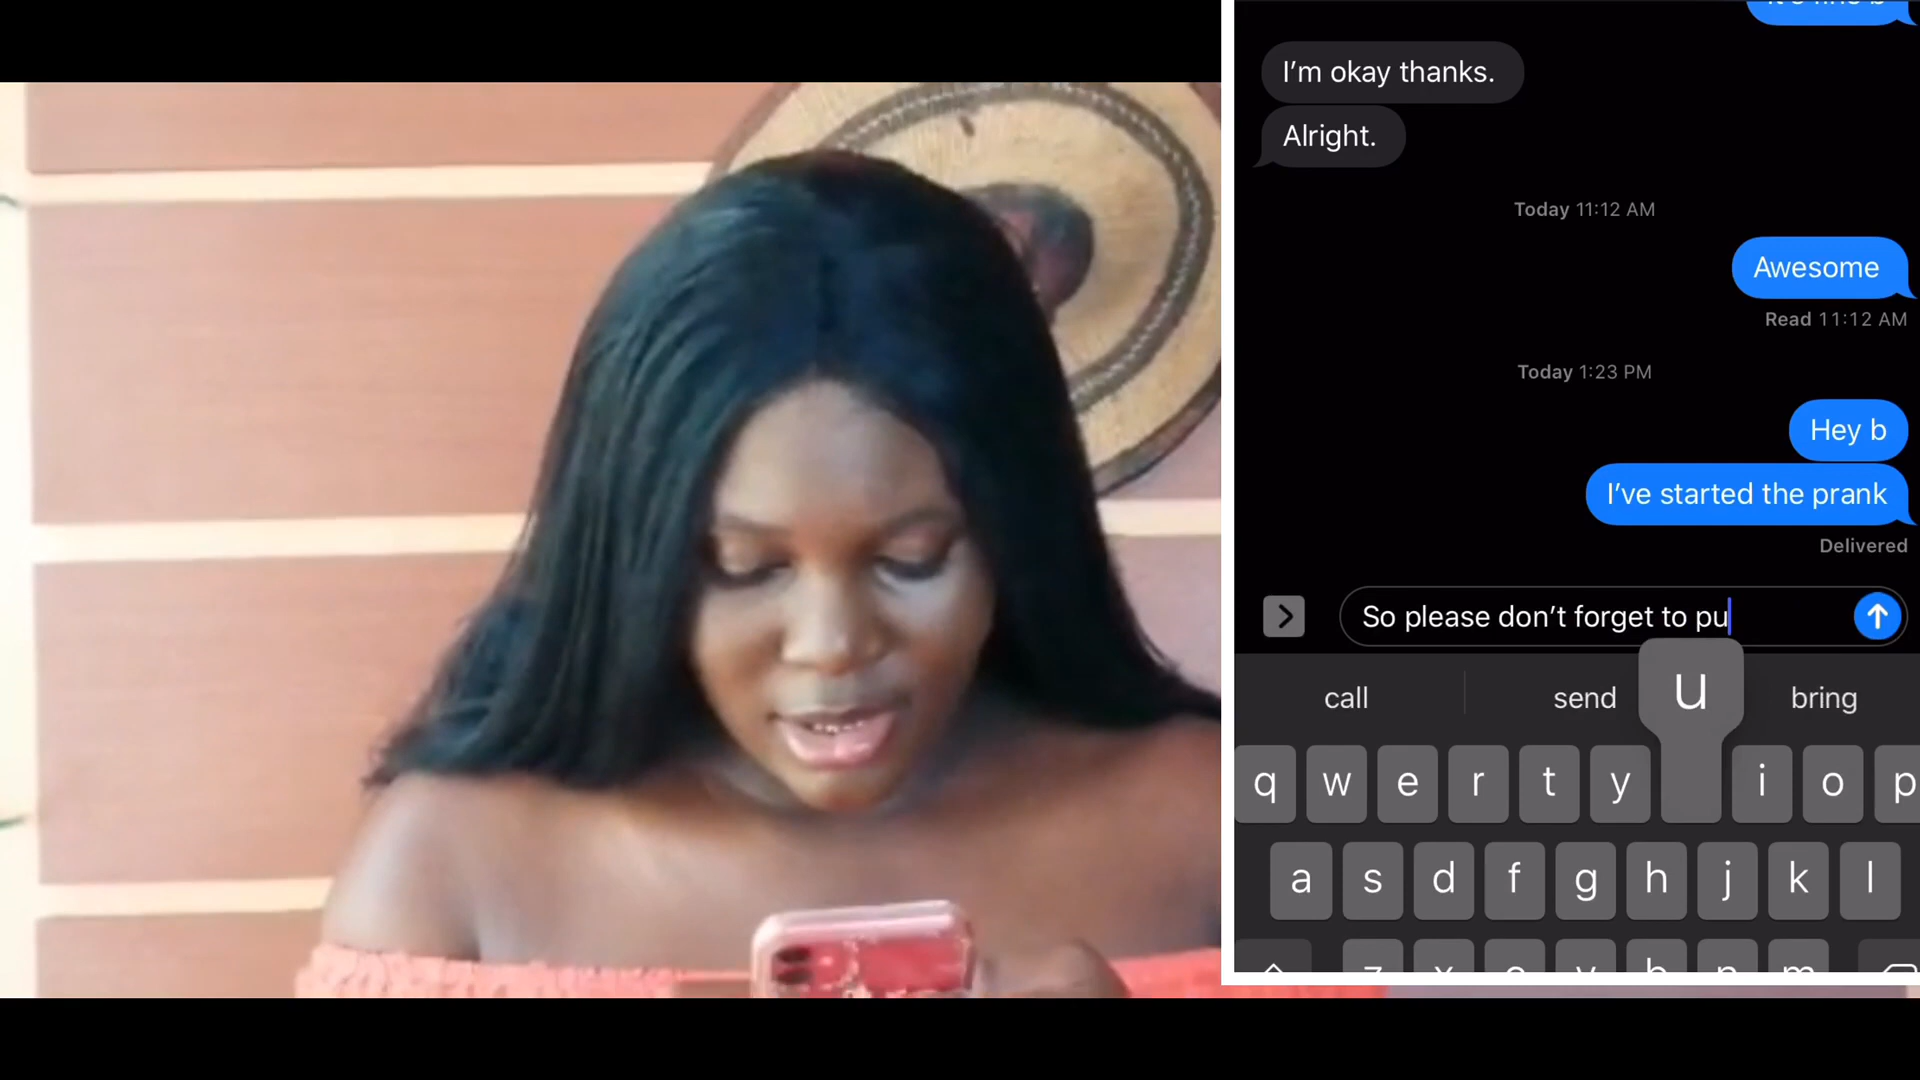 I’m okay thanks.
Alright.
Today 11:12 AM
Awesome
Read 11:12 AM
Today 1:23 PM
Hey b
I’ve started the prank
Delivered
So please don’t forget to pu
call send u bring
q w e r t y i o p
a s d f g h j k l
z x c v b n m